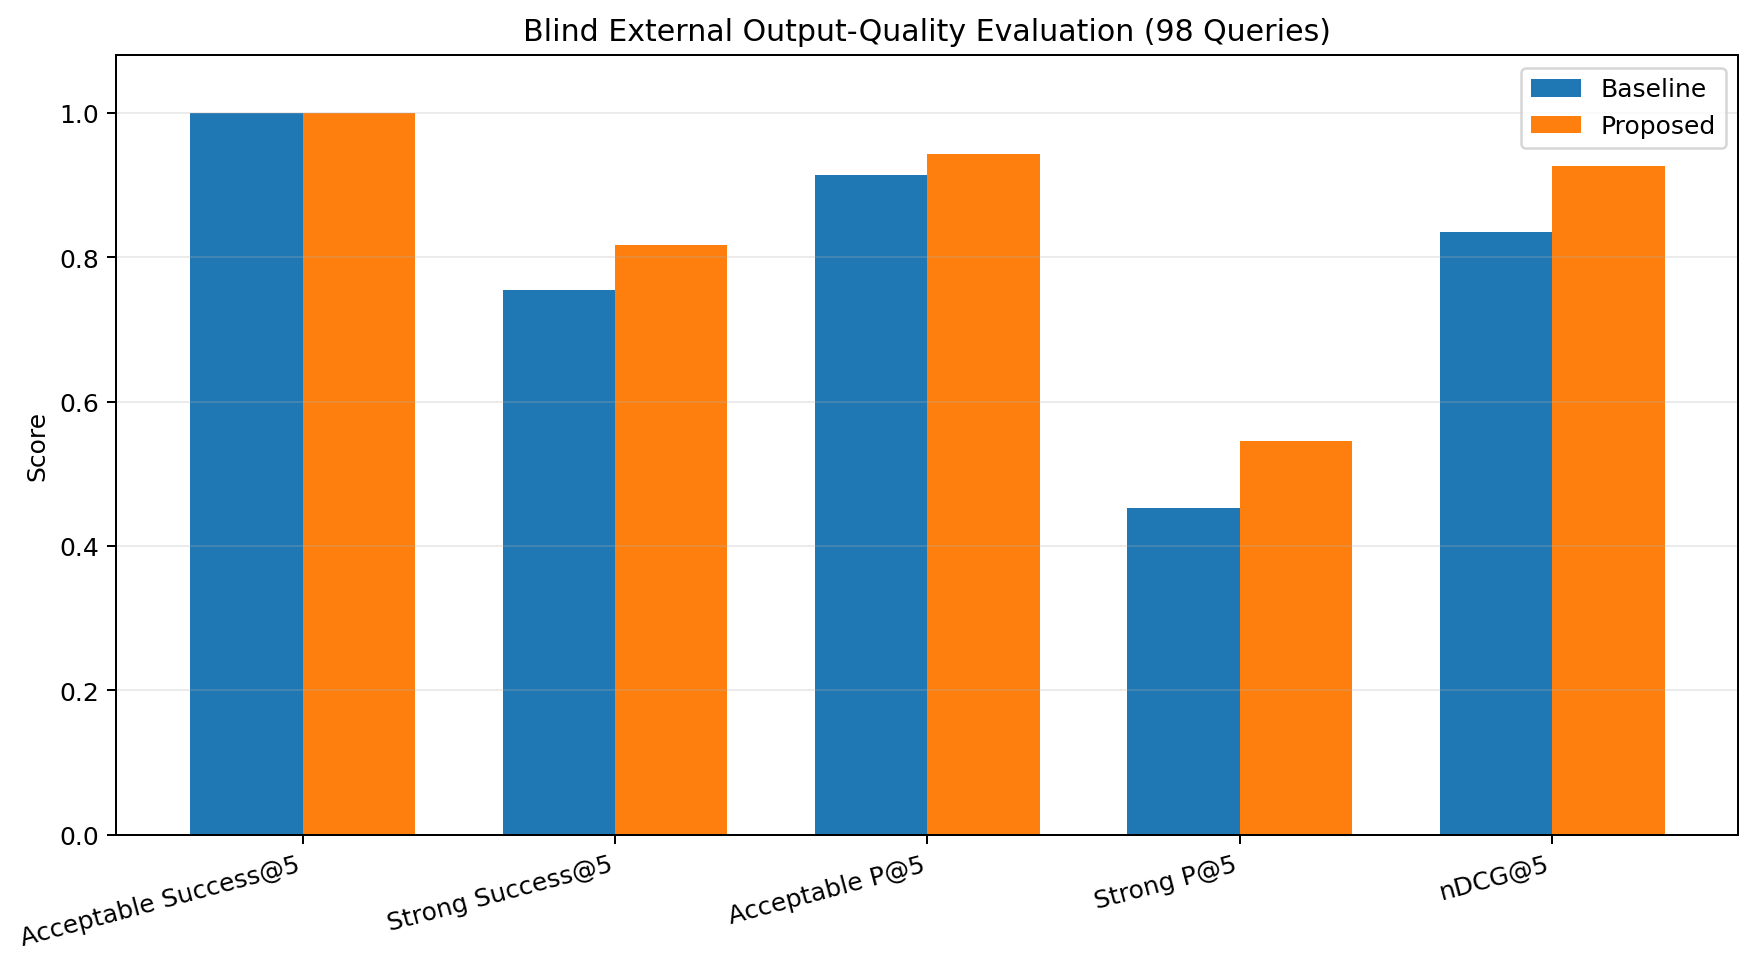 Blind External Output-Quality Evaluation (98 Queries)
Baseline
Proposed
Score
1.0
0.8
0.6
0.4
0.2
0.0
Acceptable Success@5
Strong Success@5
Acceptable P@5
Strong P@5
nDCG@5